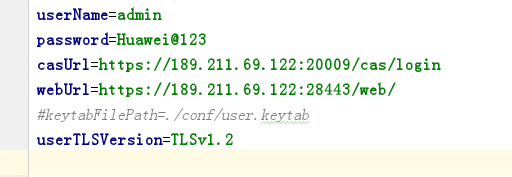 userName=admin
password=Huawei@123
casUrl=https://189.211.69.122:20009/cas/login
webUrl=https://189.211.69.122:28443/web/
#keytabFilePath=./conf/user.keytab
userTLSVersion=TLSv1.2